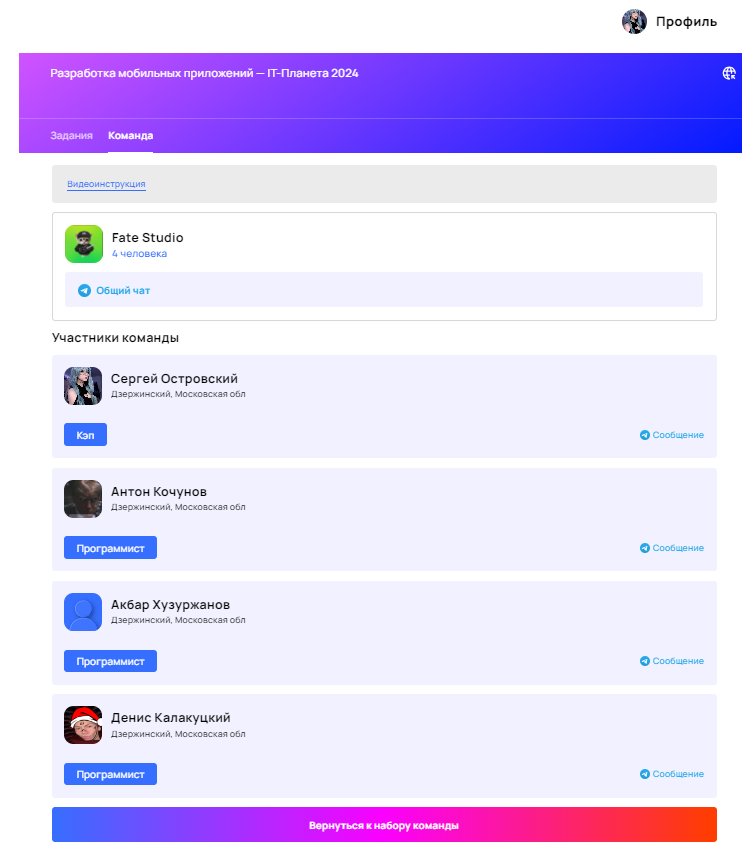 Профиль
Разработка мобильных приложений — IT-Планета 2024
Задания Команда
Видеоинструкция
Fate Studio
4 человека
Общий чат
Участники команды
Сергей Островский
Дзержинский, Московская обл
Кэп Сообщение
Антон Кочунов
Дзержинский, Московская обл
Программист Сообщение
Акбар Хузуржанов
Дзержинский, Московская обл
Программист Сообщение
Денис Калакуцкий
Дзержинский, Московская обл
Программист Сообщение
Вернуться к набору команды